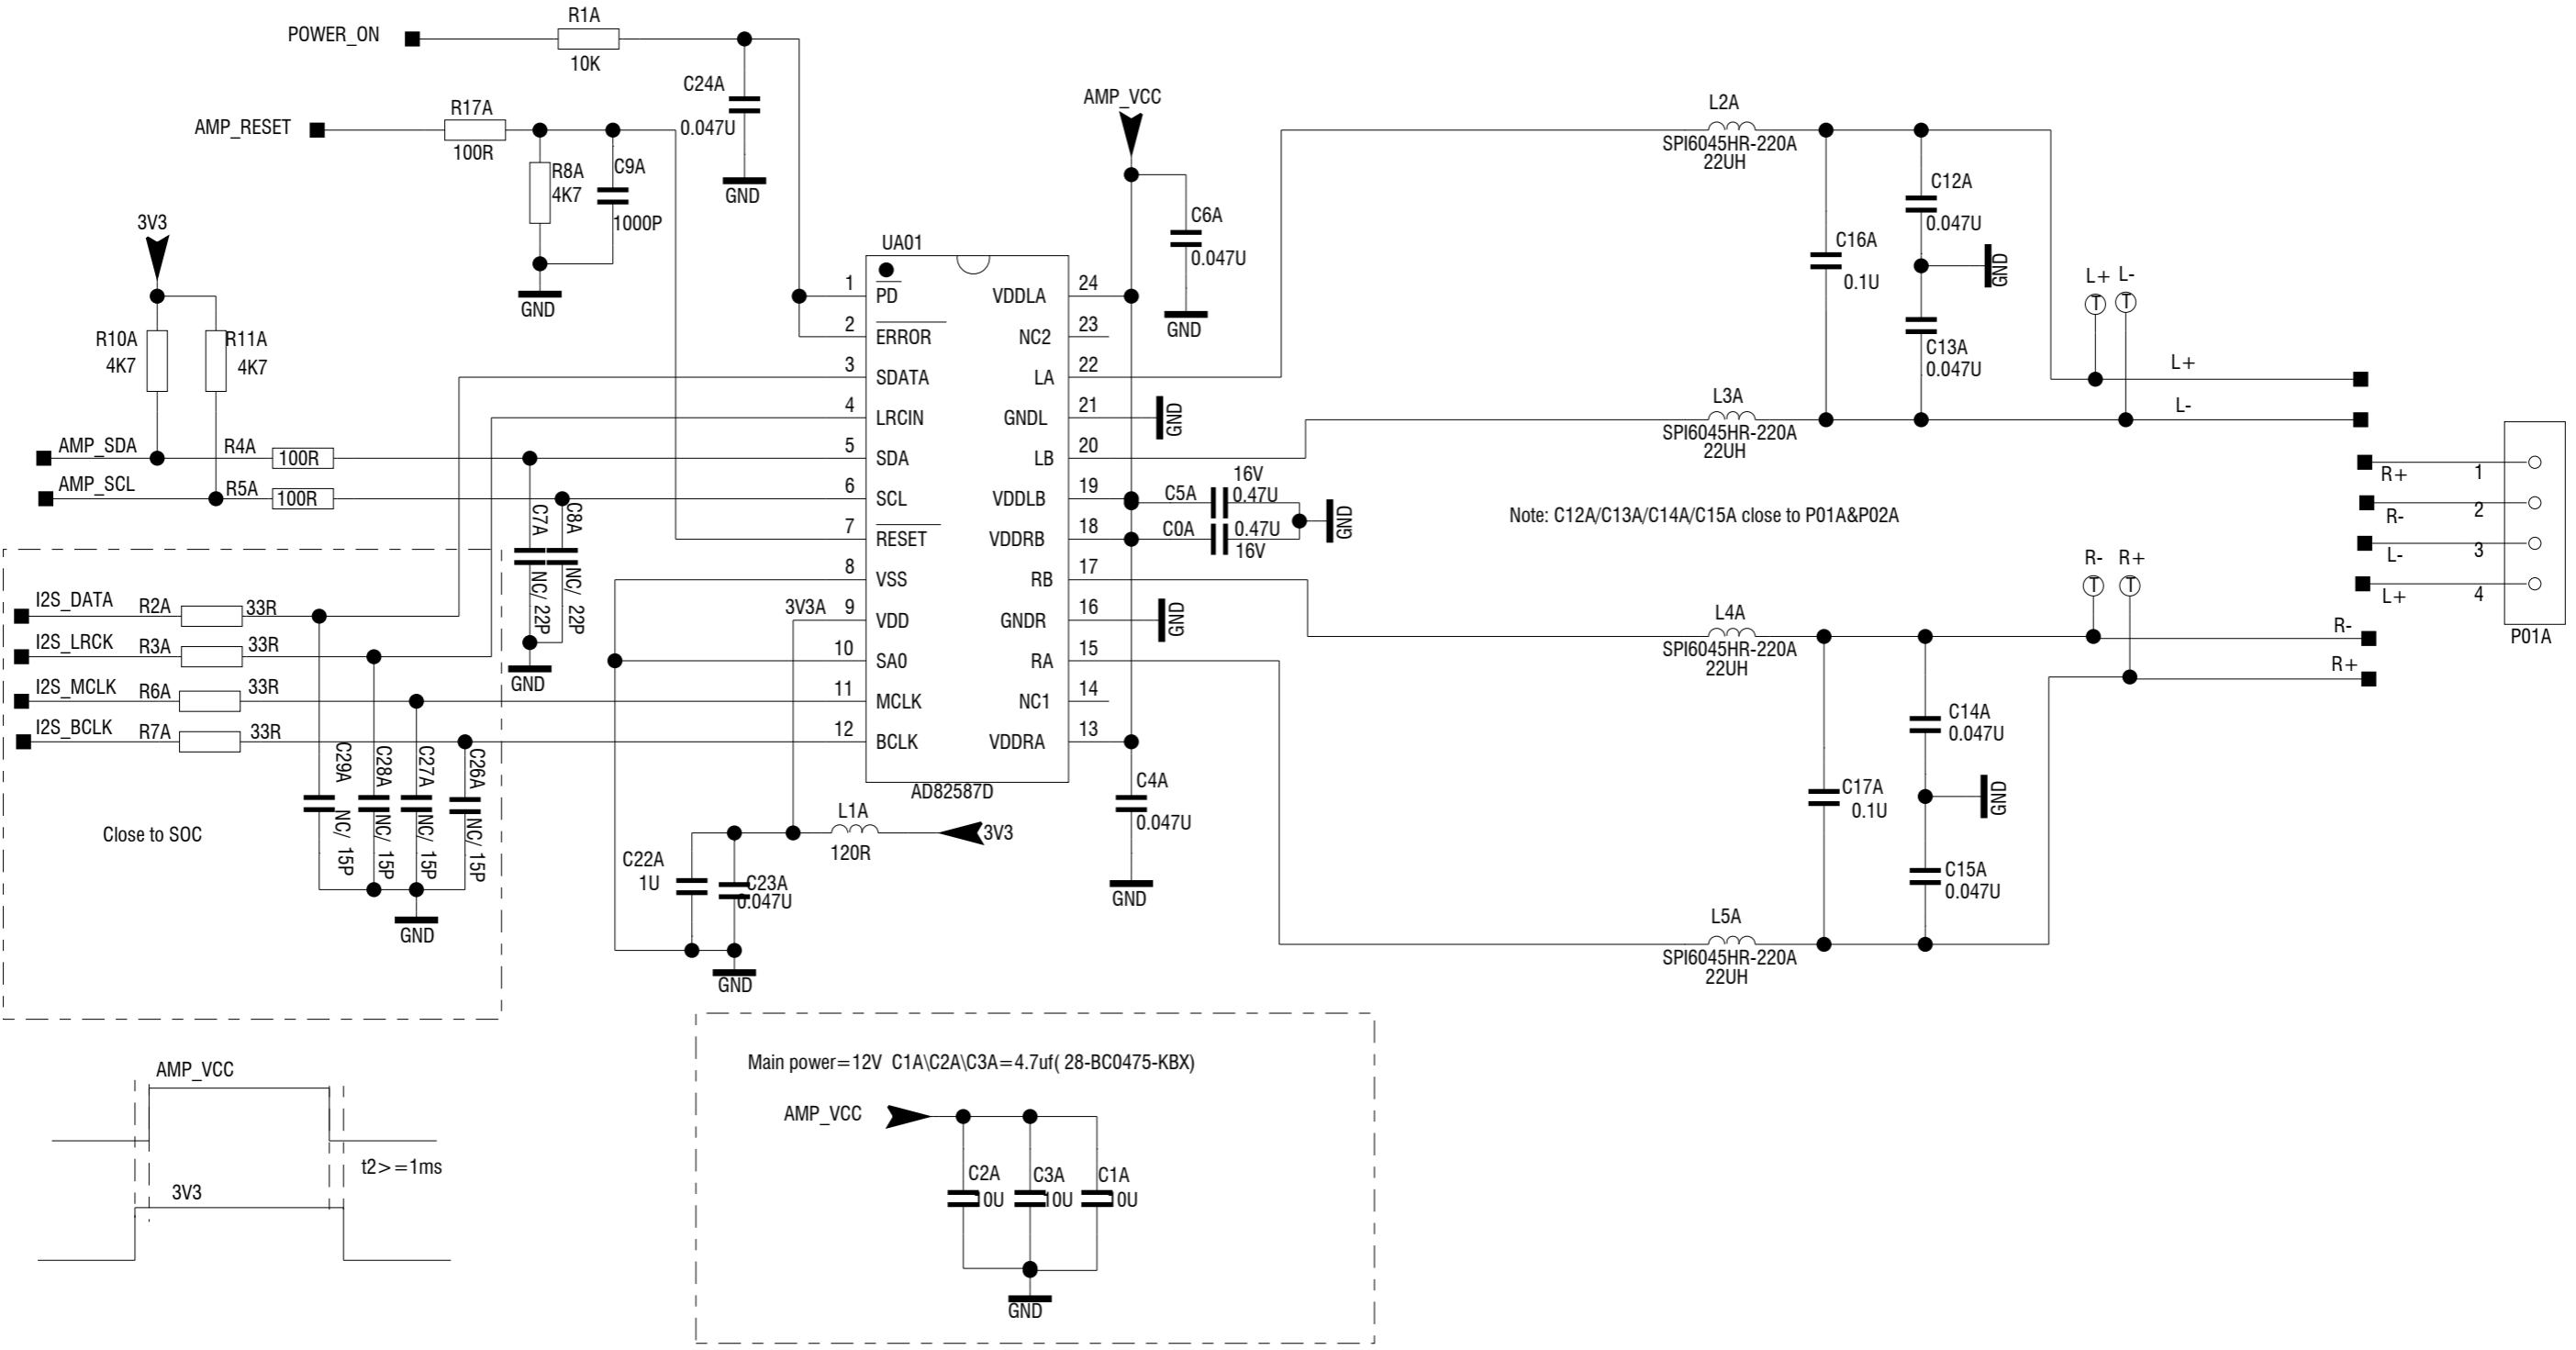 R1A
POWER_ON
10K
C24A
0.047U
GND
R17A
AMP_RESET
100R
R8A
4K7
C9A
1000P
GND
3V3
R10A
4K7
R11A
4K7
AMP_SDA
R4A
100R
AMP_SCL
R5A
100R
C7A
NC/ 22P
C8A
NC/ 22P
GND
I2S_DATA
R2A
33R
I2S_LRCK
R3A
33R
I2S_MCLK
R6A
33R
I2S_BCLK
R7A
33R
C29A
NC/ 15P
C28A
NC/ 15P
C27A
NC/ 15P
C26A
NC/ 15P
GND
Close to SOC
UA01
1 PD
2 ERROR
3 SDATA
4 LRCIN
5 SDA
6 SCL
7 RESET
8 VSS
3V3A 9 VDD
10 SA0
11 MCLK
12 BCLK
VDDLA 24
NC2 23
LA 22
GNDL 21
LB 20
VDDLB 19
VDDRB 18
RB 17
GNDR 16
RA 15
NC1 14
VDDRA 13
AD82587D
AMP_VCC
C6A
0.047U
GND
GND
16V
C5A
0.47U
C0A
0.47U
16V
GND
GND
C4A
0.047U
GND
L1A
120R
3V3
C22A
1U
C23A
0.047U
GND
L2A
SPI6045HR-220A
22UH
C16A
0.1U
C12A
0.047U
GND
C13A
0.047U
L3A
SPI6045HR-220A
22UH
L+ L-
T T
L+
L-
Note: C12A/C13A/C14A/C15A close to P01A&P02A
R+ 1
R- 2
L- 3
L+ 4
P01A
R- R+
T T
R-
R+
L4A
SPI6045HR-220A
22UH
C17A
0.1U
C14A
0.047U
GND
C15A
0.047U
L5A
SPI6045HR-220A
22UH
AMP_VCC
t2>=1ms
3V3
Main power=12V C1A\C2A\C3A=4.7uf( 28-BC0475-KBX)
AMP_VCC
C2A
10U
C3A
10U
C1A
10U
GND